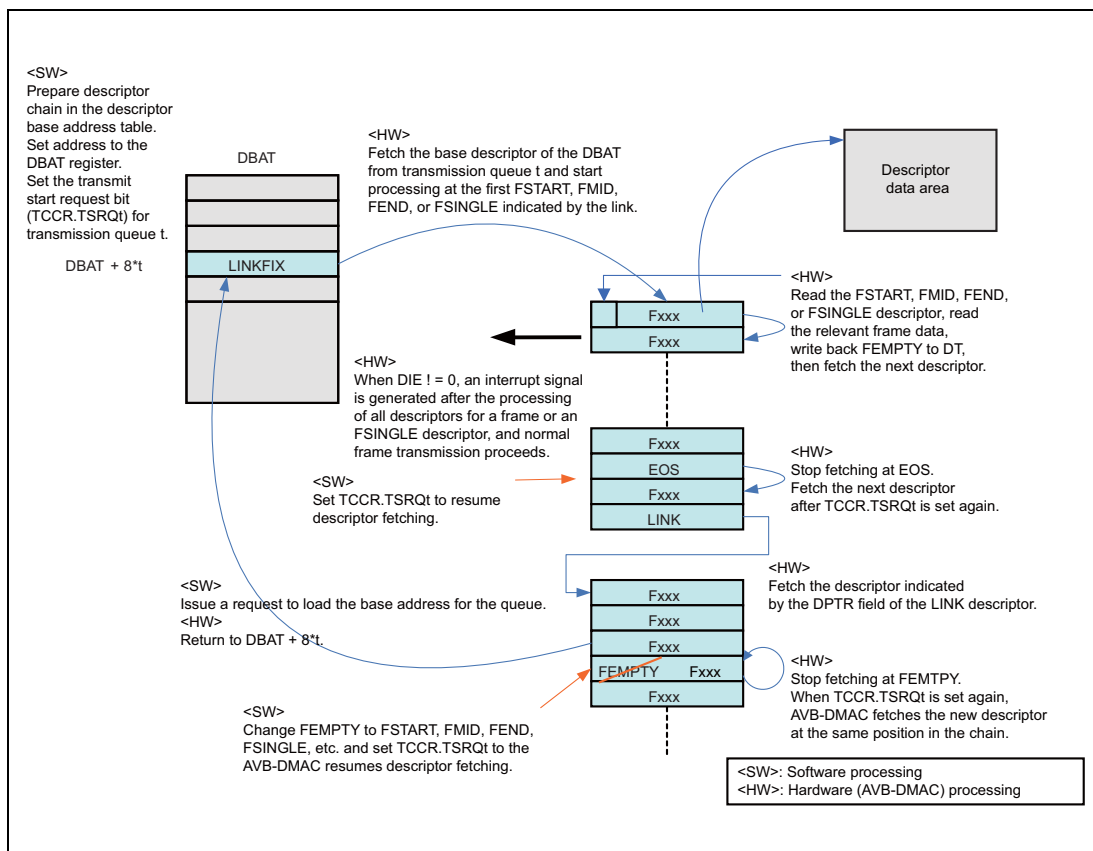 <SW>
Prepare descriptor
chain in the descriptor
base address table.
Set address to the
DBAT register.
Set the transmit
start request bit
(TCCR.TSRQt) for
transmission queue t.
DBAT
DBAT + 8*t
LINKFIX
<HW>
Fetch the base descriptor of the DBAT
from transmission queue t and start
processing at the first FSTART, FMID,
FEND, or FSINGLE indicated by the link.
Descriptor
data area
Fxxx
Fxxx
<HW>
Read the FSTART, FMID, FEND,
or FSINGLE descriptor, read
the relevant frame data,
write back FEMPTY to DT,
then fetch the next descriptor.
<HW>
When DIE ! = 0, an interrupt signal
is generated after the processing
of all descriptors for a frame or an
FSINGLE descriptor, and normal
frame transmission proceeds.
Fxxx
EOS
Fxxx
LINK
<HW>
Stop fetching at EOS.
Fetch the next descriptor
after TCCR.TSRQt is set again.
<SW>
Set TCCR.TSRQt to resume
descriptor fetching.
<HW>
Fetch the descriptor indicated
by the DPTR field of the LINK descriptor.
<SW>
Issue a request to load the base address for the queue.
<HW>
Return to DBAT + 8*t.
Fxxx
Fxxx
Fxxx
FEMPTY Fxxx
Fxxx
<HW>
Stop fetching at FEMTPY.
When TCCR.TSRQt is set again,
AVB-DMAC fetches the new descriptor
at the same position in the chain.
<SW>
Change FEMPTY to FSTART, FMID, FEND,
FSINGLE, etc. and set TCCR.TSRQt to the
AVB-DMAC resumes descriptor fetching.
<SW>: Software processing
<HW>: Hardware (AVB-DMAC) processing